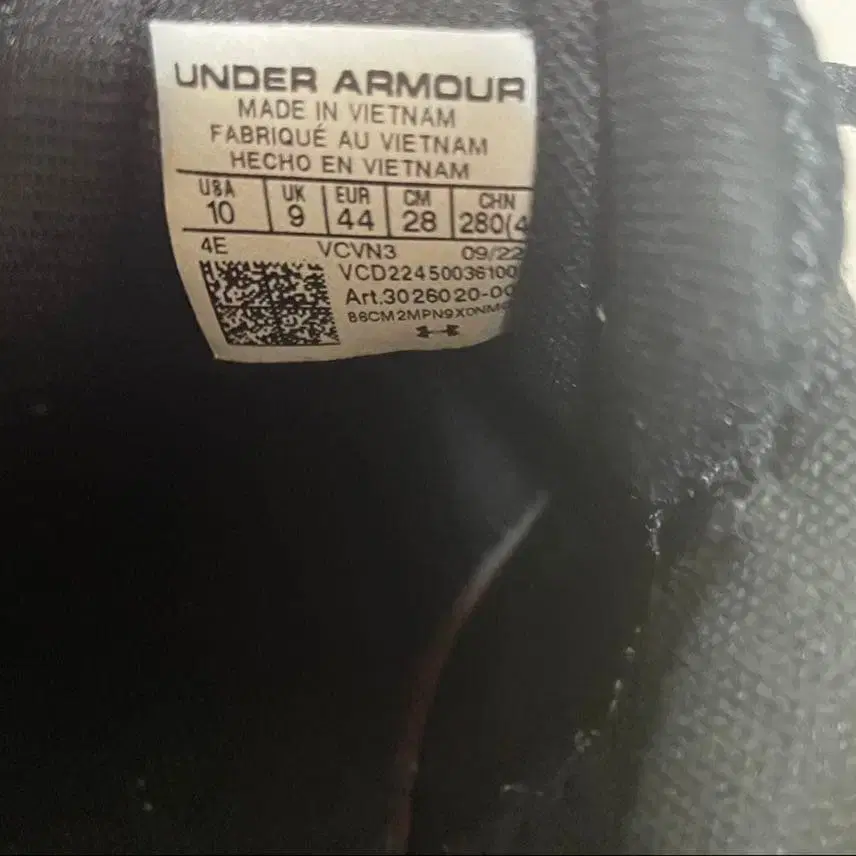 UNDER ARMOUR
MADE IN VIETNAM
FABRIQUÉ AU VIETNAM
HECHO EN VIETNAM
USA UK EUR CM CHN
10 9 44 28 280(4
4E VCVN3 09/22
VCD22450036100
Art.3026020-00